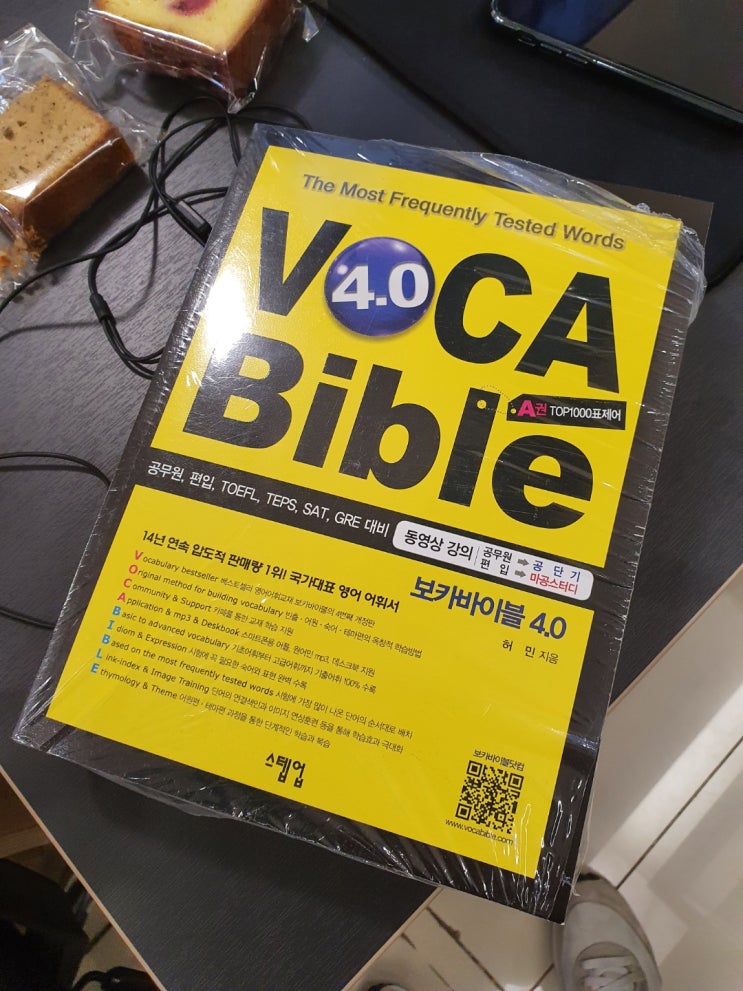 The Most Frequently Tested Words
VOCA 4.0
Bible
A권 TOP1000표제어
공무원, 편입, TOEFL, TEPS, SAT, GRE 대비
동영상 강의
공무원 ➡ 공단기
편입 ➡ 마공스터디
14년 연속 압도적 판매량 1위! 국가대표 영어 어휘서
보카바이블 4.0
허 민 지음
Vocabulary bestseller 베스트셀러 영어어휘교재 보카바이블의 4번째 개정판
Original method for building vocabulary 빈출·어원·숙어·테마편의 독창적 학습방법
Community & Support 카페를 통한 교재 학습 지원
Application & mp3 & Deskbook 스마트폰용 어플, 원어민 mp3, 데스크북 지원
Basic to advanced vocabulary 기초어휘부터 고급어휘까지 기출어휘 100% 수록
Idiom & Expression 시험에 꼭 필요한 숙어와 표현 완벽 수록
Based on the most frequently tested words 시험에 가장 많이 나온 단어의 순서대로 배치
Link-index & Image Training 단어의 연결색인과 이미지 연상훈련 등을 통해 학습효과 극대화
Ethymology & Theme 어원편·테마편 과정을 통한 단계적인 학습과 복습
스텝업
보카바이블닷컴
www.vocabible.com